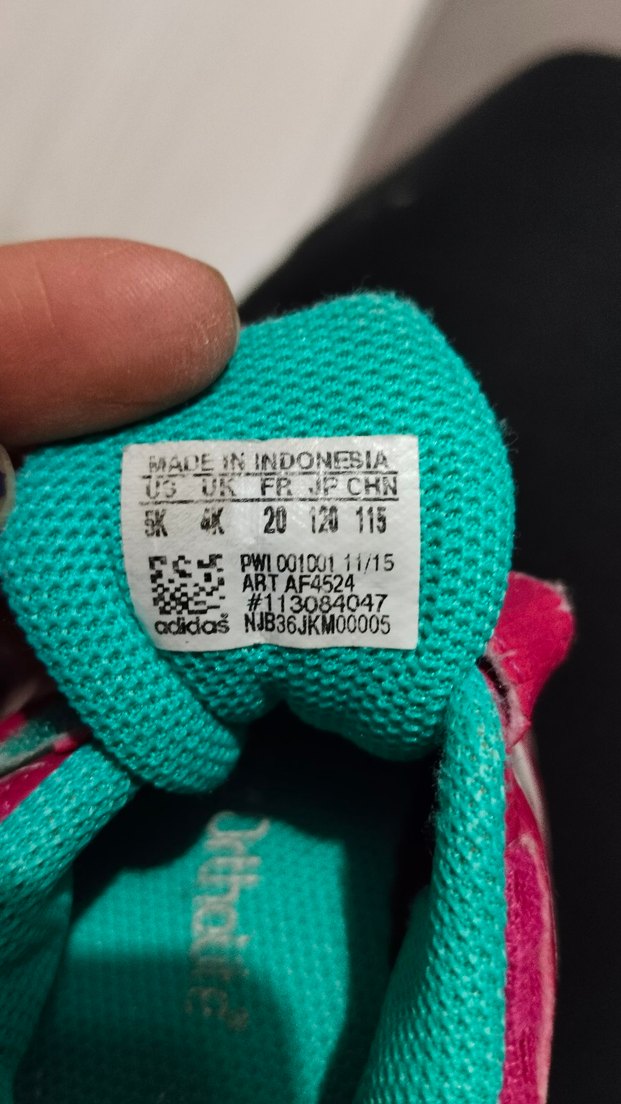 MADE IN INDONESIA
US UK FR JP CHN
5K 4K 20 120 115
PWI 001001 11/15
ART AF4524
#113084047
adidas NJB36JKM00005
OrthoLite®